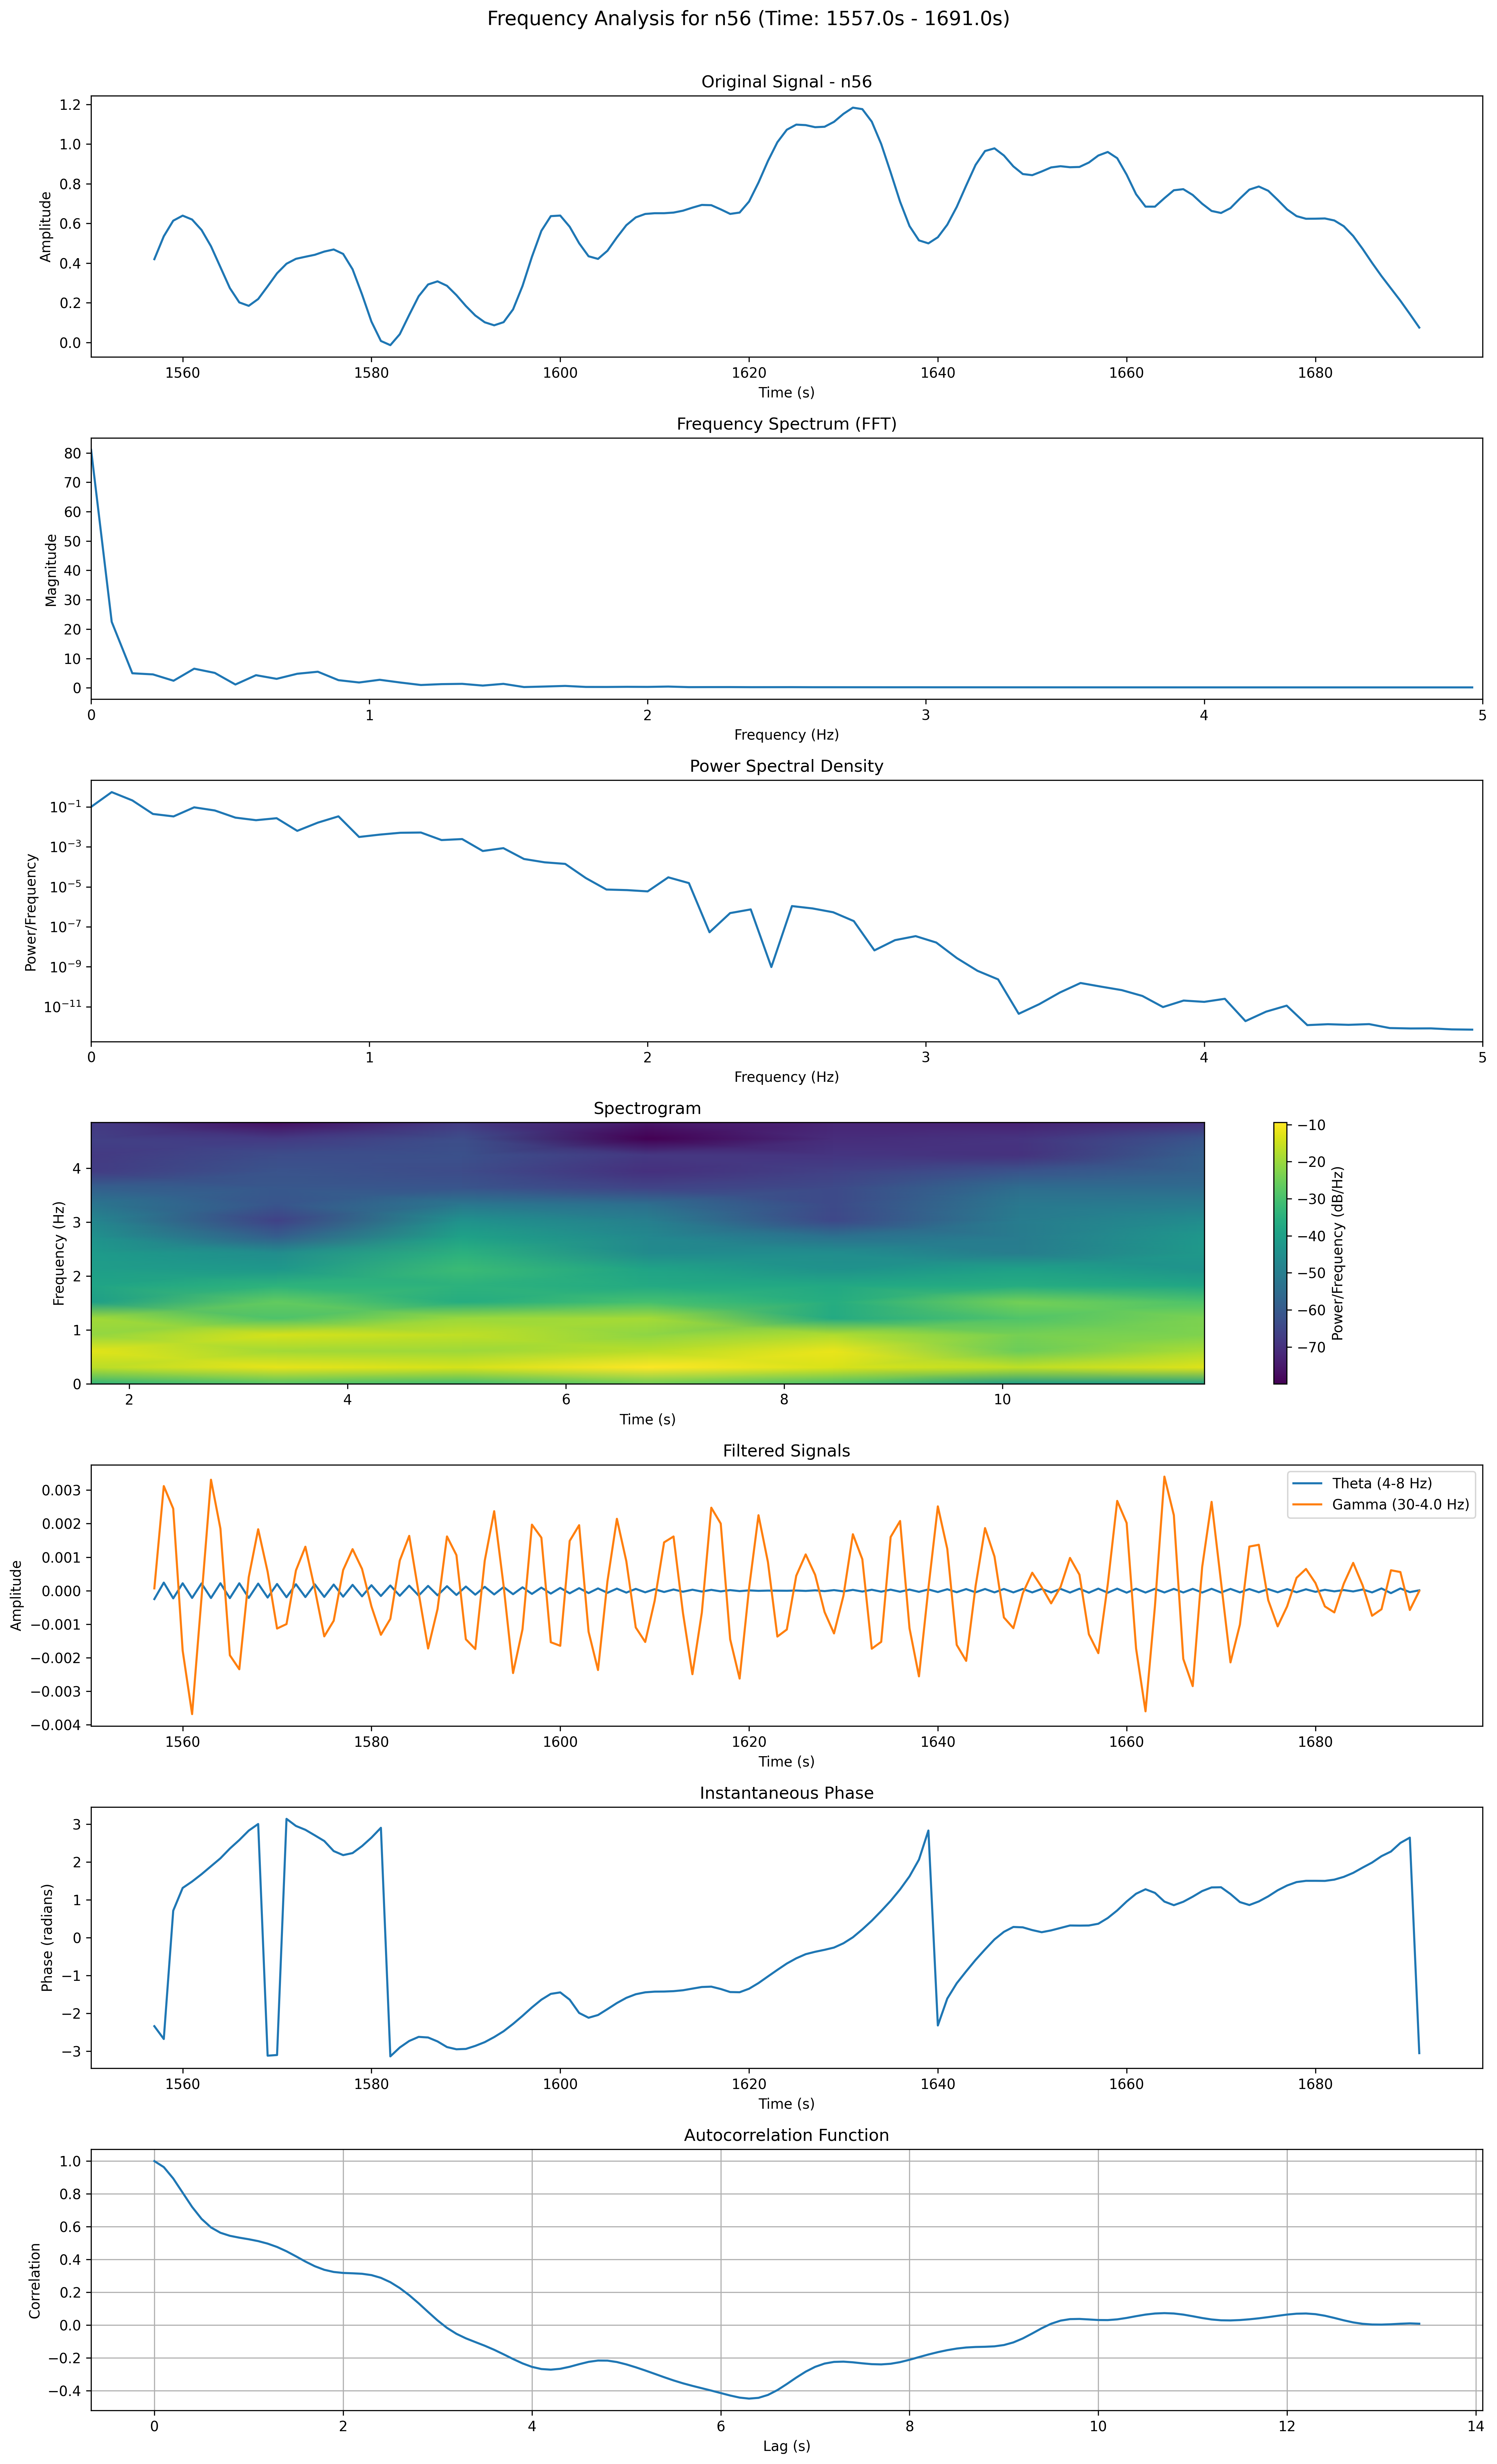 Frequency Analysis for n56 (Time: 1557.0s - 1691.0s)
Original Signal - n56
Amplitude
1.2
1.0
0.8
0.6
0.4
0.2
0.0
1560 1580 1600 1620 1640 1660 1680
Time (s)
Frequency Spectrum (FFT)
Magnitude
80
70
60
50
40
30
20
10
0
0 1 2 3 4 5
Frequency (Hz)
Power Spectral Density
Power/Frequency
10⁻¹
10⁻³
10⁻⁵
10⁻⁷
10⁻⁹
10⁻¹¹
0 1 2 3 4 5
Frequency (Hz)
Spectrogram
Frequency (Hz)
4
3
2
1
0
2 4 6 8 10
Time (s)
−10
−20
−30
−40
−50
−60
−70
Power/Frequency (dB/Hz)
Filtered Signals
Amplitude
0.003
0.002
0.001
0.000
−0.001
−0.002
−0.003
−0.004
Theta (4-8 Hz)
Gamma (30-4.0 Hz)
1560 1580 1600 1620 1640 1660 1680
Time (s)
Instantaneous Phase
Phase (radians)
3
2
1
0
−1
−2
−3
1560 1580 1600 1620 1640 1660 1680
Time (s)
Autocorrelation Function
Correlation
1.0
0.8
0.6
0.4
0.2
0.0
−0.2
−0.4
0 2 4 6 8 10 12 14
Lag (s)